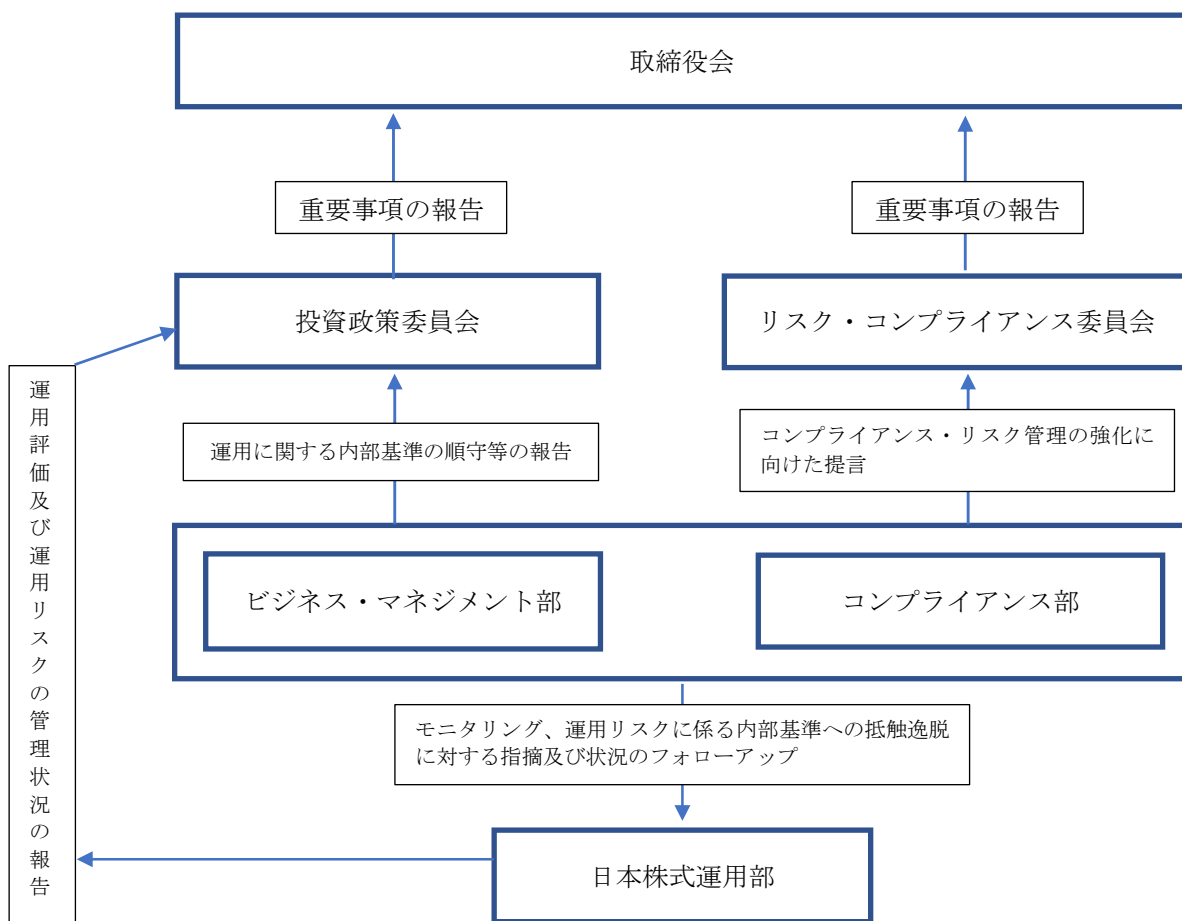 取締役会
重要事項の報告
重要事項の報告
投資政策委員会
リスク・コンプライアンス委員会
運用評価及び運用リスクの管理状況の報告
運用に関する内部基準の順守等の報告
コンプライアンス・リスク管理の強化に
向けた提言
ビジネス・マネジメント部
コンプライアンス部
モニタリング、運用リスクに係る内部基準への抵触逸脱
に対する指摘及び状況のフォローアップ
日本株式運用部